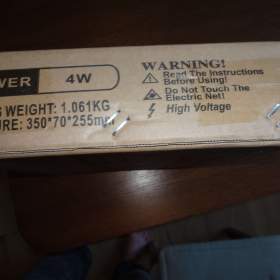 WER 4W
WEIGHT: 1.061KG
URE: 350*70*255mm
WARNING!
Read The Instructions
Before Using!
Do Not Touch The
Electric Net!
High Voltage